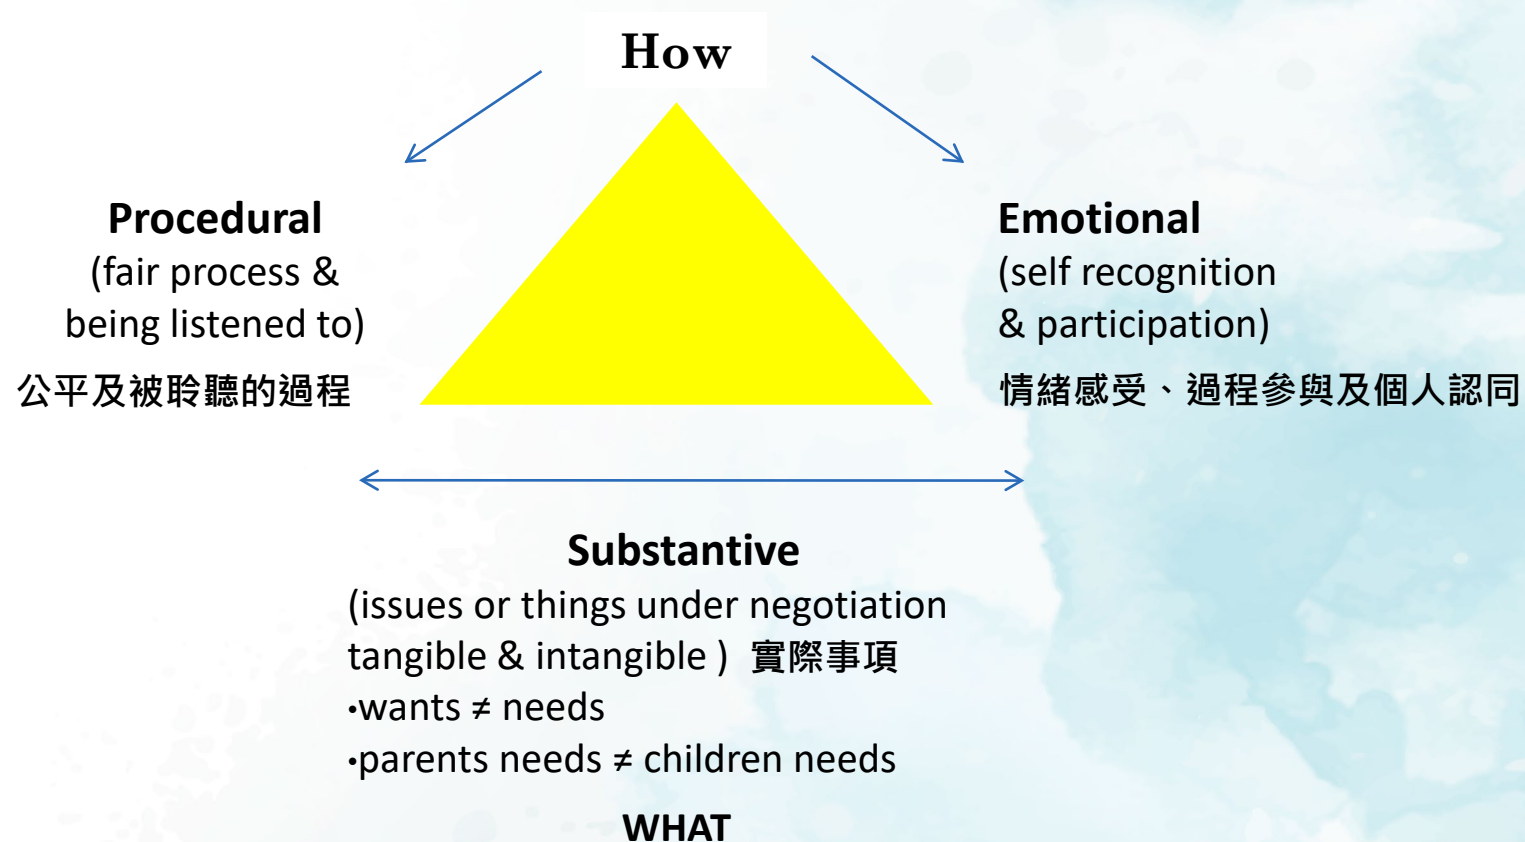 How
Procedural
(fair process &
being listened to)
公平及被聆聽的過程
Emotional
(self recognition
& participation)
情緒感受、過程參與及個人認同
Substantive
(issues or things under negotiation
tangible & intangible ) 實際事項
•wants ≠ needs
•parents needs ≠ children needs
WHAT